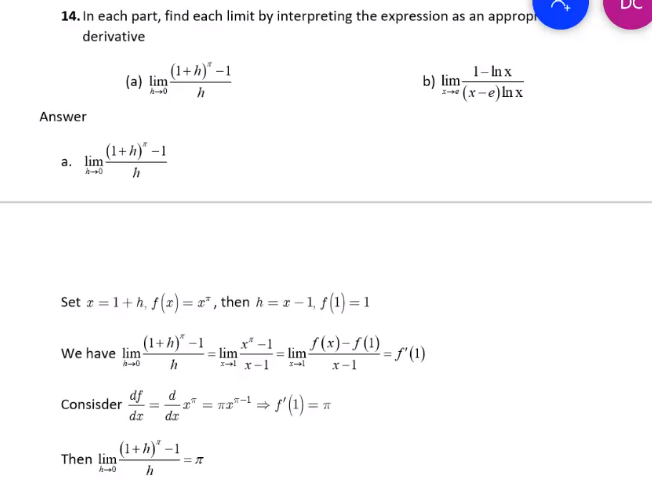 14. In each part, find each limit by interpreting the expression as an
derivative
(a) lim_{h→0} ((1+h)^π −1)/h b) lim_{x→e} (1−ln x)/((x−e)ln x)
Answer
a. lim_{h→0} ((1+h)^π −1)/h
Set x = 1 + h, f(x) = x^π, then h = x − 1, f(1) = 1
We have lim_{h→0} ((1+h)^π −1)/h = lim_{x→1} (x^π −1)/(x−1) = lim_{x→1} (f(x)−f(1))/(x−1) = f′(1)
Consisder df/dx = d/dx x^π = πx^{π−1} ⇒ f′(1) = π
Then lim_{h→0} ((1+h)^π −1)/h = π
DC